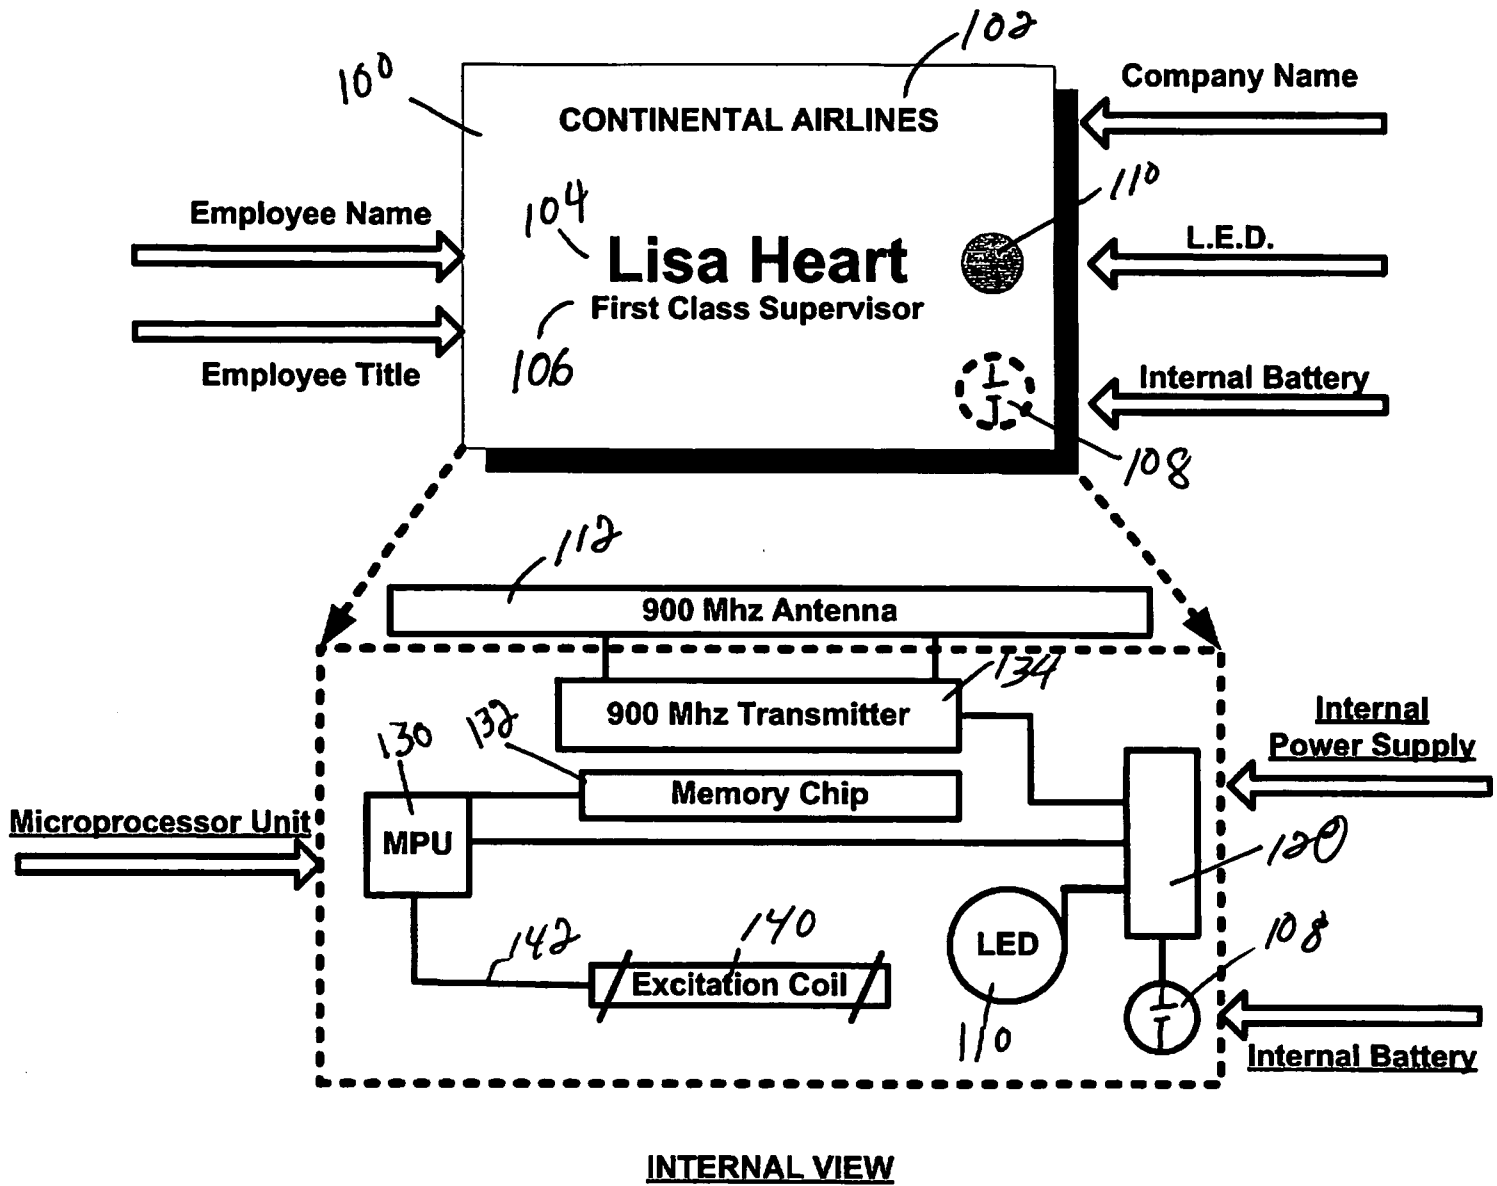 102
100
Company Name
CONTINENTAL AIRLINES
110
104
Employee Name
L.E.D.
Lisa Heart
First Class Supervisor
106
Employee Title
Internal Battery
108
112
900 Mhz Antenna
134
900 Mhz Transmitter
132
130
Internal
Power Supply
Memory Chip
Microprocessor Unit
MPU
120
140
142
108
LED
Excitation Coil
110
Internal Battery
INTERNAL VIEW